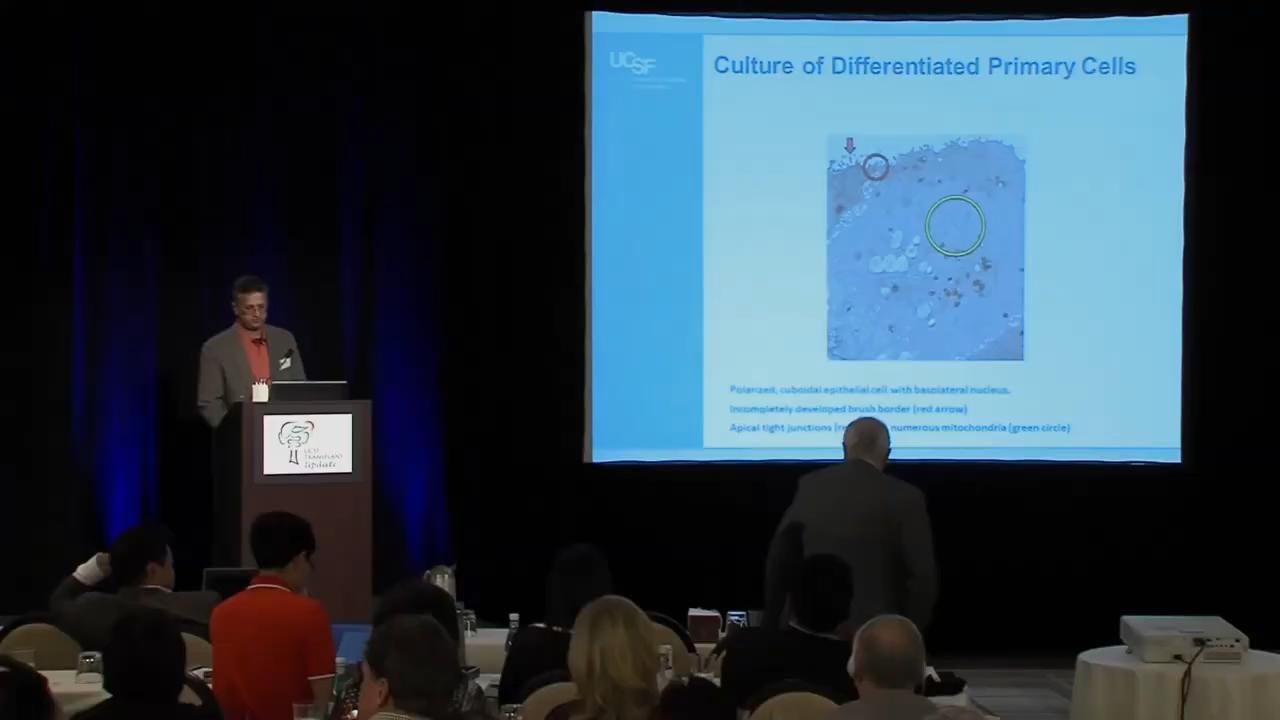 UCSF
Culture of Differentiated Primary Cells
Polarized, cuboidal epithelial cell with basolateral nucleus.
Incompletely developed brush border (red arrow)
Apical tight junctions (re numerous mitochondria (green circle)
UCSF
TRANSPLANT
Update